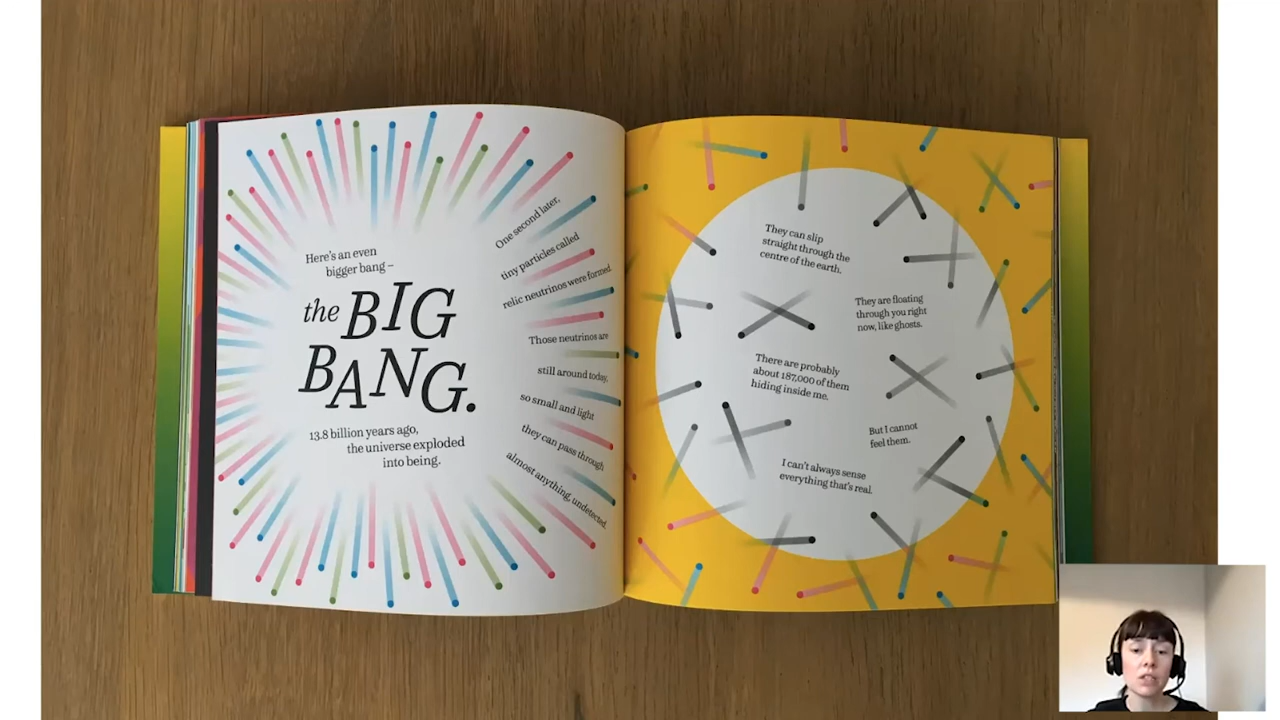 Here's an even
bigger bang –
the BIG
BANG.
13.8 billion years ago,
the universe exploded
into being.
One second later,
tiny particles called
relic neutrinos were formed.
Those neutrinos are
still around today,
so small and light
they can pass through
almost anything, undetected.
They can slip
straight through the
centre of the earth.
They are floating
through you right
now, like ghosts.
There are probably
about 187,000 of them
hiding inside me.
But I cannot
feel them.
I can't always sense
everything that's real.